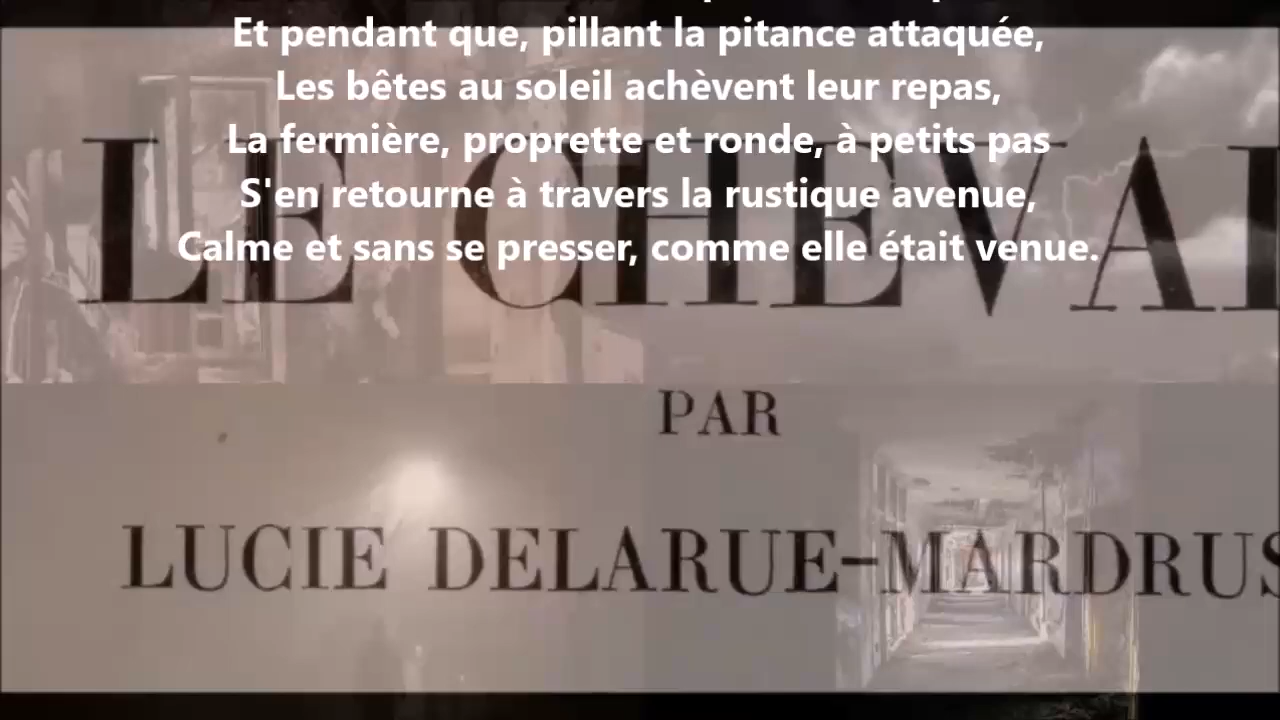 Et pendant que, pillant la pitance attaquée,
Les bêtes au soleil achèvent leur repas,
La fermière, proprette et ronde, à petits pas
S'en retourne à travers la rustique avenue,
Calme et sans se presser, comme elle était venue.
LE CHEVAL
PAR
LUCIE DELARUE-MARDRUS